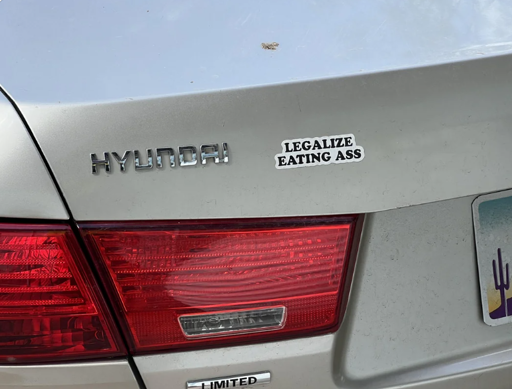 HYUNDAI
LEGALIZE
EATING ASS
LIMITED